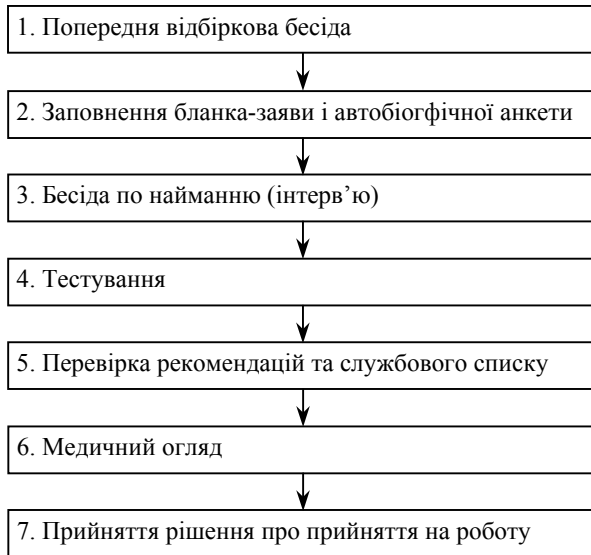 1. Попередня відбіркова бесіда
2. Заповнення бланка-заяви і автобіогфічної анкети
3. Бесіда по найманню (інтерв’ю)
4. Тестування
5. Перевірка рекомендацій та службового списку
6. Медичний огляд
7. Прийняття рішення про прийняття на роботу